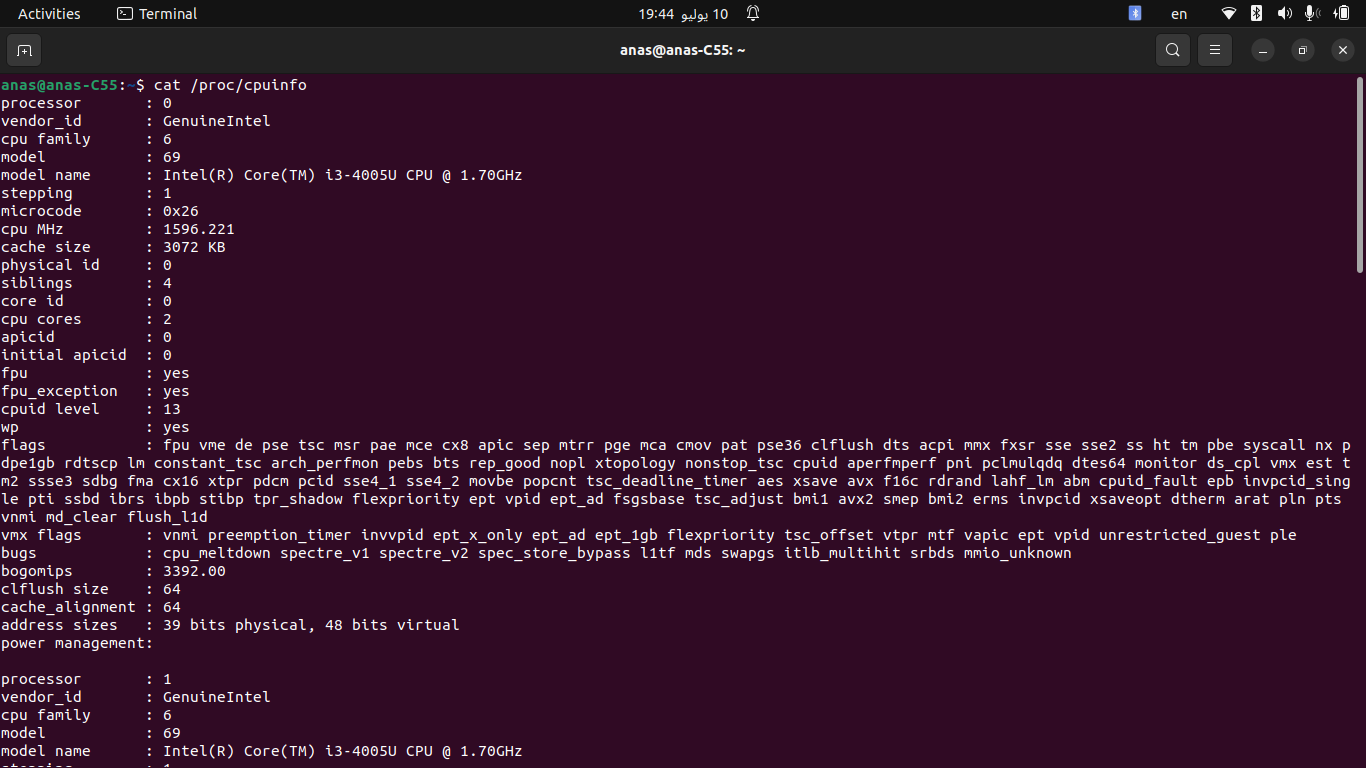 Activities Terminal 10 يوليو 19:44 en
anas@anas-C55: ~
anas@anas-C55:~$ cat /proc/cpuinfo
processor : 0
vendor_id : GenuineIntel
cpu family : 6
model : 69
model name : Intel(R) Core(TM) i3-4005U CPU @ 1.70GHz
stepping : 1
microcode : 0x26
cpu MHz : 1596.221
cache size : 3072 KB
physical id : 0
siblings : 4
core id : 0
cpu cores : 2
apicid : 0
initial apicid : 0
fpu : yes
fpu_exception : yes
cpuid level : 13
wp : yes
flags : fpu vme de pse tsc msr pae mce cx8 apic sep mtrr pge mca cmov pat pse36 clflush dts acpi mmx fxsr sse sse2 ss ht tm pbe syscall nx p
dpe1gb rdtscp lm constant_tsc arch_perfmon pebs bts rep_good nopl xtopology nonstop_tsc cpuid aperfmperf pni pclmulqdq dtes64 monitor ds_cpl vmx est t
m2 ssse3 sdbg fma cx16 xtpr pdcm pcid sse4_1 sse4_2 movbe popcnt tsc_deadline_timer aes xsave avx f16c rdrand lahf_lm abm cpuid_fault epb invpcid_sing
le pti ssbd ibrs ibpb stibp tpr_shadow flexpriority ept vpid ept_ad fsgsbase tsc_adjust bmi1 avx2 smep bmi2 erms invpcid xsaveopt dtherm arat pln pts
vnmi md_clear flush_l1d
vmx flags : vnmi preemption_timer invvpid ept_x_only ept_ad ept_1gb flexpriority tsc_offset vtpr mtf vapic ept vpid unrestricted_guest ple
bugs : cpu_meltdown spectre_v1 spectre_v2 spec_store_bypass l1tf mds swapgs itlb_multihit srbds mmio_unknown
bogomips : 3392.00
clflush size : 64
cache_alignment : 64
address sizes : 39 bits physical, 48 bits virtual
power management:
processor : 1
vendor_id : GenuineIntel
cpu family : 6
model : 69
model name : Intel(R) Core(TM) i3-4005U CPU @ 1.70GHz